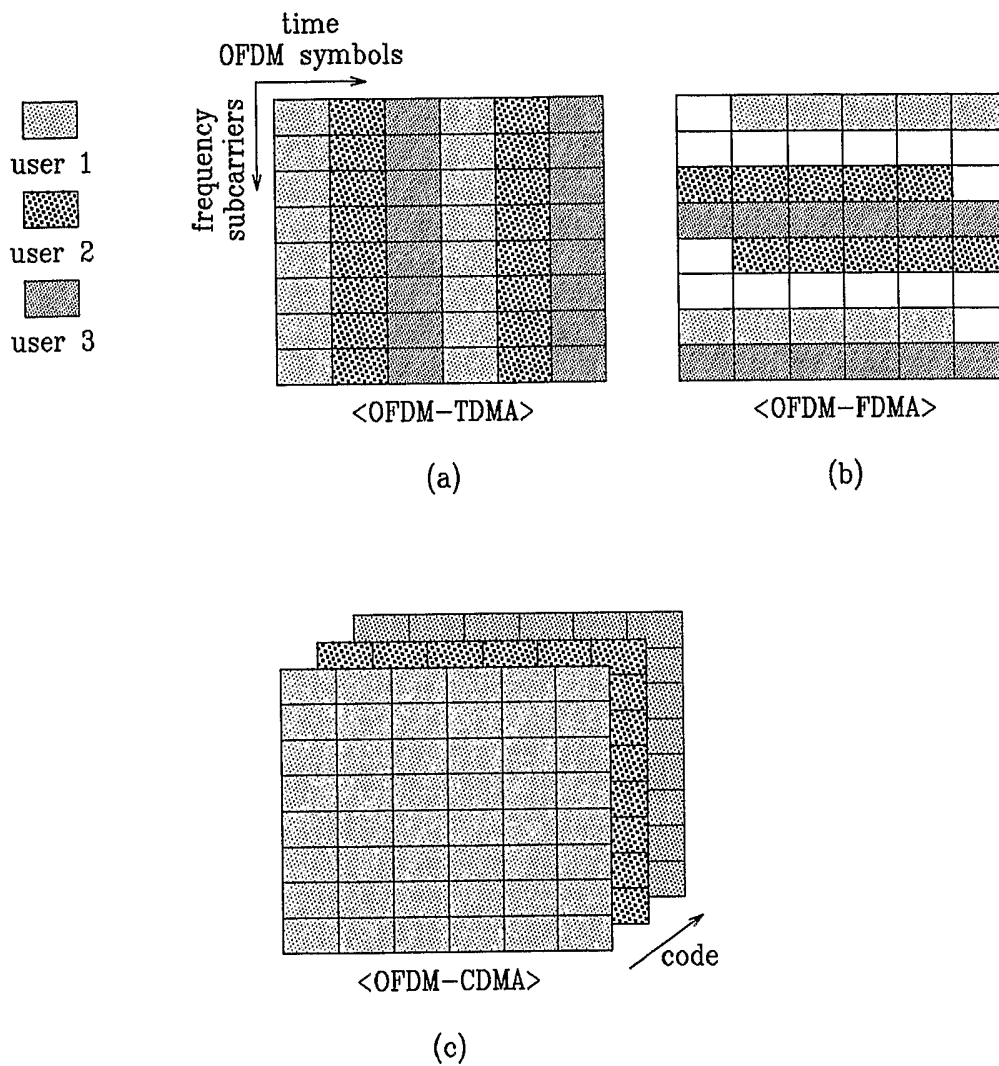 time
OFDM symbols
frequency
subcarriers
user 1
user 2
user 3
<OFDM-TDMA>
<OFDM-FDMA>
(a)
(b)
code
<OFDM-CDMA>
(c)